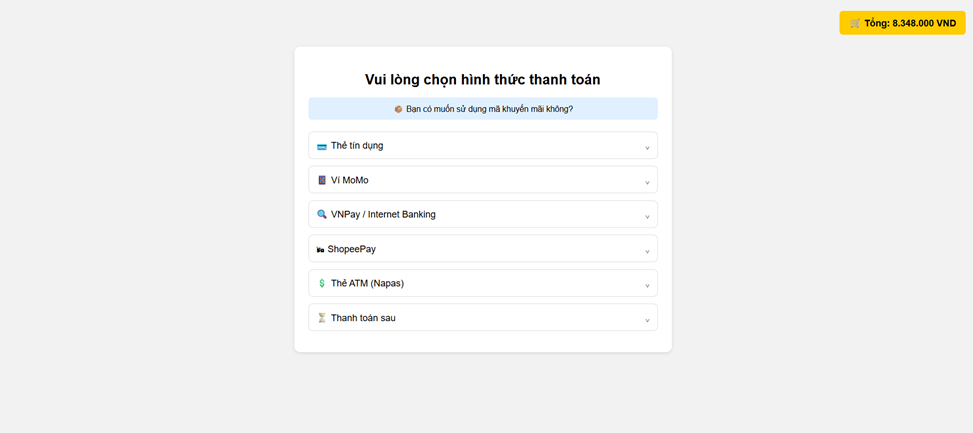 Tổng: 8.348.000 VND
Vui lòng chọn hình thức thanh toán
Bạn có muốn sử dụng mã khuyến mãi không?
Thẻ tín dụng
Ví MoMo
VNPay / Internet Banking
ShopeePay
Thẻ ATM (Napas)
Thanh toán sau